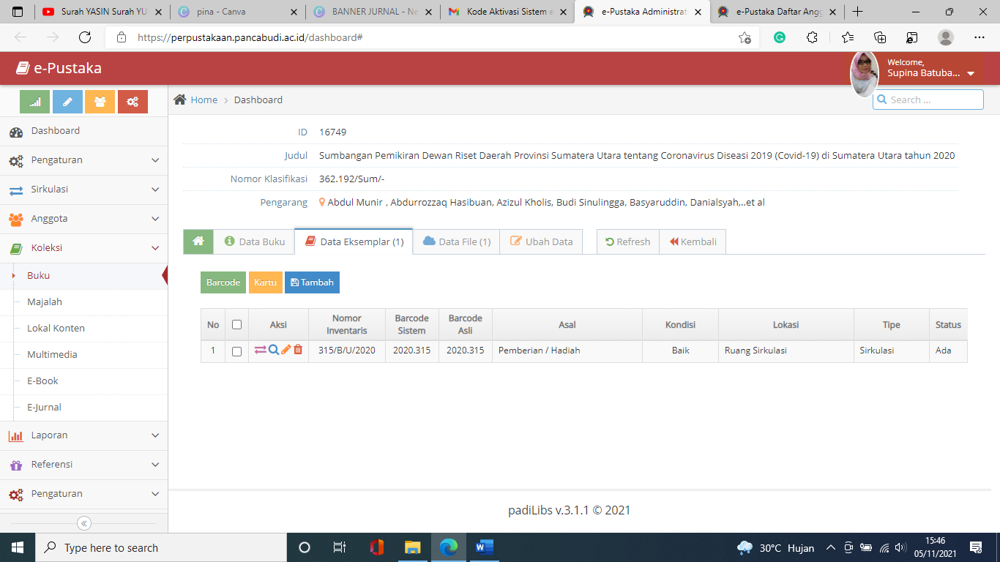 Surah YASIN Surah YU
pina - Canva
BANNER JURNAL - Ne
Kode Aktivasi Sistem e
e-Pustaka Administrat
e-Pustaka Daftar Angg
https://perpustakaan.pancabudi.ac.id/dashboard#
e-Pustaka
Welcome,
Supina Batuba...
Home > Dashboard
Search ...
Dashboard
Pengaturan
Sirkulasi
Anggota
Koleksi
Buku
Majalah
Lokal Konten
Multimedia
E-Book
E-Jurnal
Laporan
Referensi
Pengaturan
ID 16749
Judul Sumbangan Pemikiran Dewan Riset Daerah Provinsi Sumatera Utara tentang Coronavirus Diseasi 2019 (Covid-19) di Sumatera Utara tahun 2020
Nomor Klasifikasi 362.192/Sum/-
Pengarang Abdul Munir , Abdurrozzaq Hasibuan, Azizul Kholis, Budi Sinulingga, Basyaruddin, Danialsyah,..et al
Data Buku Data Eksemplar (1) Data File (1) Ubah Data Refresh Kembali
Barcode Kartu Tambah
No Aksi Nomor Inventaris Barcode Sistem Barcode Asli Asal Kondisi Lokasi Tipe Status
1 315/B/U/2020 2020.315 2020.315 Pemberian / Hadiah Baik Ruang Sirkulasi Sirkulasi Ada
padiLibs v.3.1.1 © 2021
Type here to search
30°C Hujan
15:46
05/11/2021